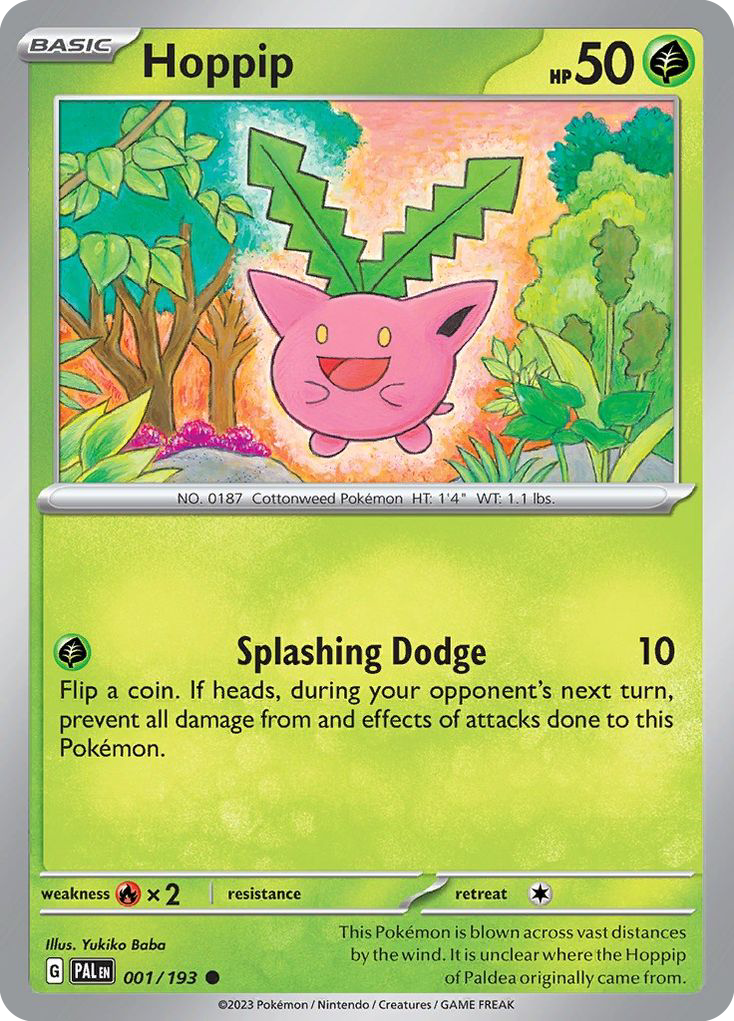 BASIC
Hoppip
HP 50
NO. 0187 Cottonweed Pokémon HT: 1'4" WT: 1.1 lbs.
Splashing Dodge 10
Flip a coin. If heads, during your opponent's next turn,
prevent all damage from and effects of attacks done to this
Pokémon.
weakness ×2 resistance retreat
Illus. Yukiko Baba
This Pokémon is blown across vast distances
by the wind. It is unclear where the Hoppip
of Paldea originally came from.
G PAL EN 001/193
©2023 Pokémon / Nintendo / Creatures / GAME FREAK